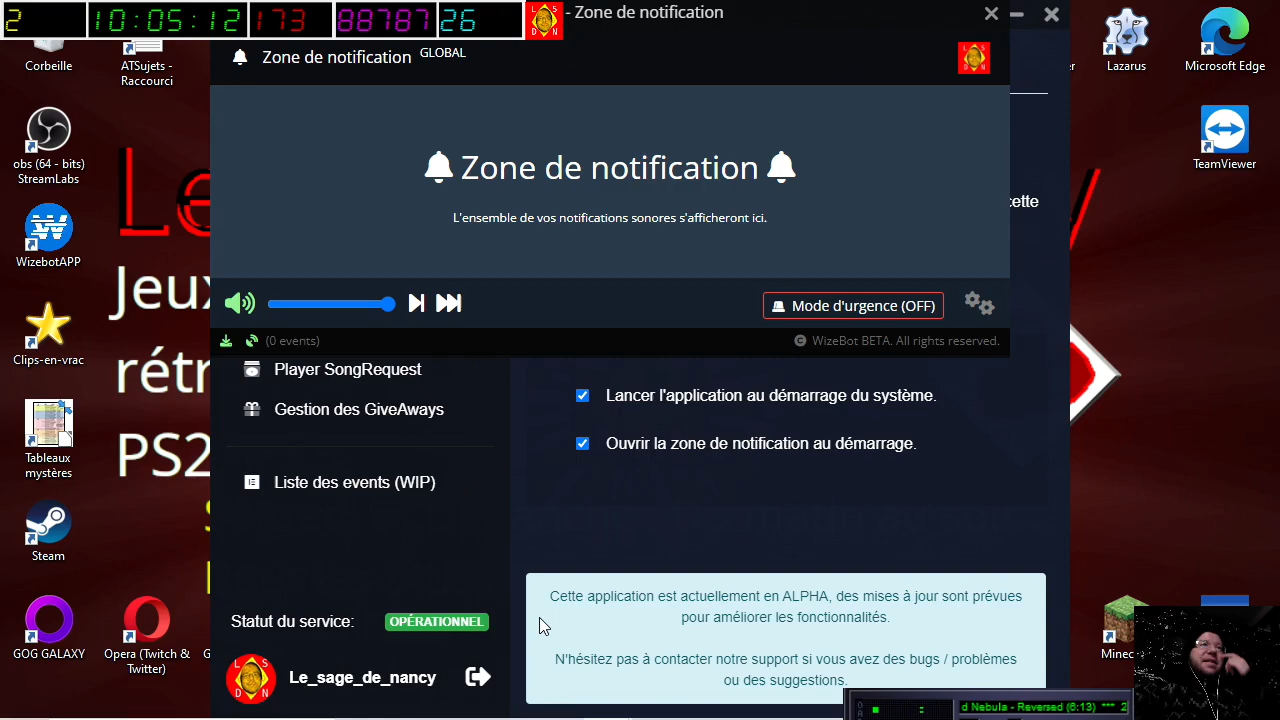 2 10:05:12 173 88787 26 - Zone de notification
Zone de notification GLOBAL
Zone de notification
L'ensemble de vos notifications sonores s'afficheront ici.
Mode d'urgence (OFF)
(0 events)
WizeBot BETA. All rights reserved.
cette
Player SongRequest
Gestion des GiveAways
Liste des events (WIP)
Lancer l'application au démarrage du système.
Ouvrir la zone de notification au démarrage.
Cette application est actuellement en ALPHA, des mises à jour sont prévues
pour améliorer les fonctionnalités.
N'hésitez pas à contacter notre support si vous avez des bugs / problèmes
ou des suggestions.
Statut du service: OPÉRATIONNEL
Le_sage_de_nancy
Corbeille
ATSujets -
Raccourci
obs (64 - bits)
StreamLabs
WizebotAPP
Clips-en-vrac
Tableaux
mystères
Steam
GOG GALAXY
Opera (Twitch &
Twitter)
Lazarus
Microsoft Edge
TeamViewer
Minec
Le
Jeux
rétr
PS2
d Nebula - Reversed (6:13) *** 2